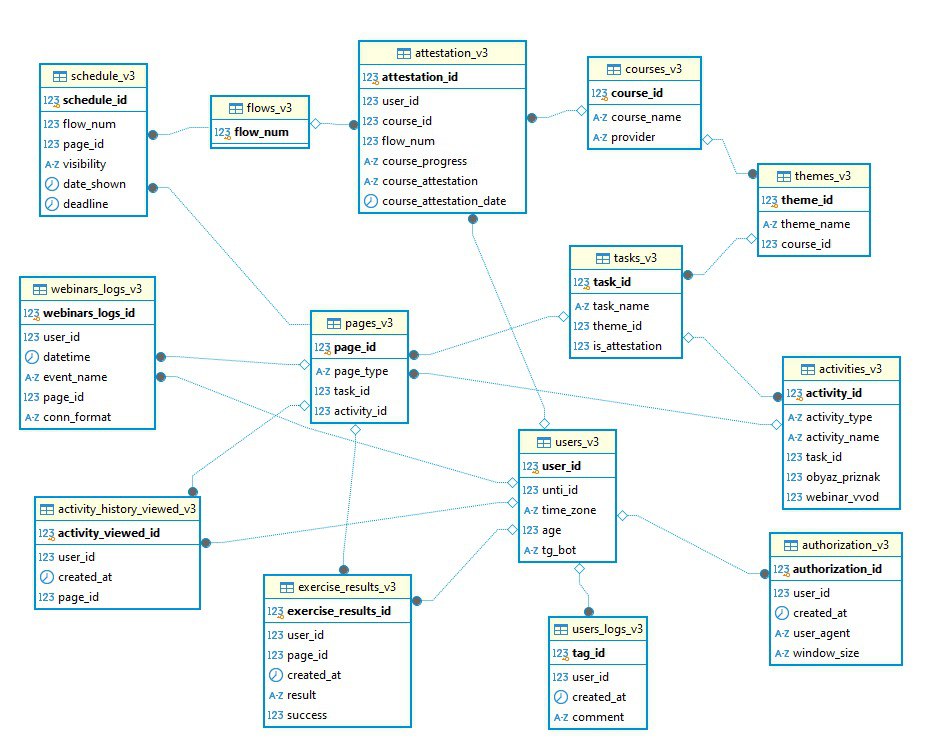 schedule_v3
123 schedule_id
123 flow_num
123 page_id
A-Z visibility
date_shown
deadline
flows_v3
123 flow_num
attestation_v3
123 attestation_id
123 user_id
123 course_id
123 flow_num
A-Z course_progress
A-Z course_attestation
course_attestation_date
courses_v3
123 course_id
A-Z course_name
A-Z provider
themes_v3
123 theme_id
A-Z theme_name
123 course_id
tasks_v3
123 task_id
A-Z task_name
123 theme_id
123 is_attestation
webinars_logs_v3
123 webinars_logs_id
123 user_id
datetime
A-Z event_name
123 page_id
A-Z conn_format
pages_v3
123 page_id
A-Z page_type
123 task_id
123 activity_id
activities_v3
123 activity_id
A-Z activity_type
A-Z activity_name
123 task_id
123 obyaz_priznak
123 webinar_vvod
users_v3
123 user_id
123 unti_id
A-Z time_zone
123 age
A-Z tg_bot
activity_history_viewed_v3
123 activity_viewed_id
123 user_id
created_at
123 page_id
exercise_results_v3
123 exercise_results_id
123 user_id
123 page_id
created_at
A-Z result
123 success
users_logs_v3
123 tag_id
123 user_id
created_at
A-Z comment
authorization_v3
123 authorization_id
123 user_id
created_at
A-Z user_agent
A-Z window_size